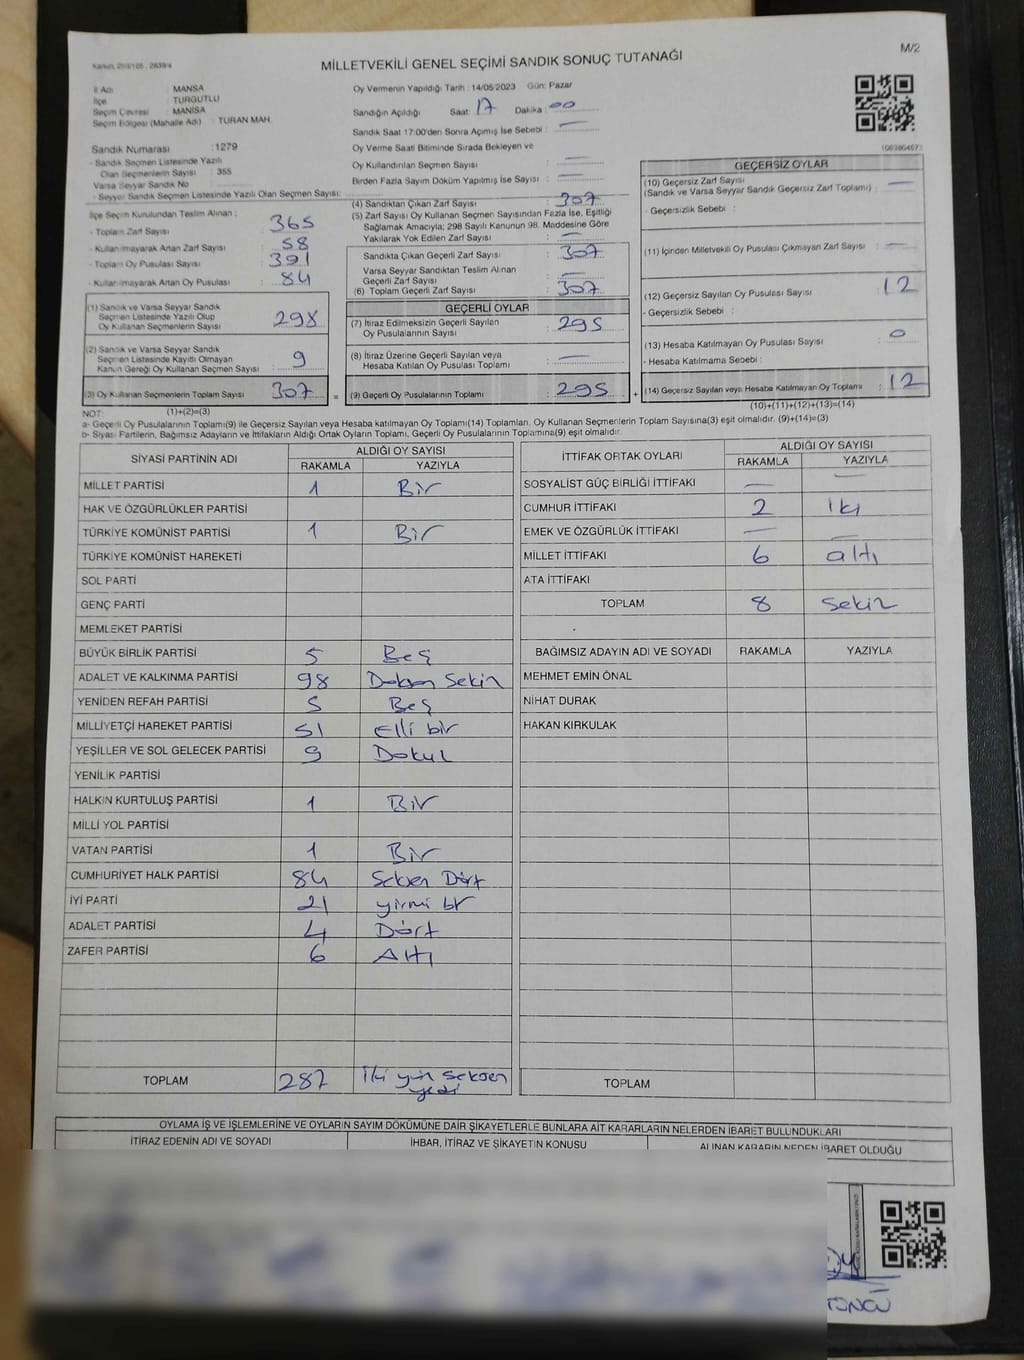 M/2
MİLLETVEKİLİ GENEL SEÇİMİ SANDIK SONUÇ TUTANAĞI
İl Adı : MANİSA
İlçe : TURGUTLU
Seçim Çevresi : MANİSA
Seçim Bölgesi (Mahalle Adı) : TURAN MAH.
Sandık Numarası : 1279
- Sandık Seçmen Listesinde Yazılı
Olan Seçmenlerin Sayısı : 355
Varsa Seyyar Sandık No
- Seyyar Sandık Seçmen Listesinde Yazılı Olan Seçmen Sayısı:
İlçe Seçim Kurulundan Teslim Alınan :
- Toplam Zarf Sayısı : 365
- Kullanılmayarak Artan Zarf Sayısı : 58
- Toplam Oy Pusulası Sayısı : 391
- Kullanılmayarak Artan Oy Pusulası : 84
(1) Sandık ve Varsa Seyyar Sandık
Seçmen Listesinde Yazılı Olup
Oy Kullanan Seçmenlerin Sayısı : 298
(2) Sandık ve Varsa Seyyar Sandık
Seçmen Listesinde Kayıtlı Olmayan
Kanun Gereği Oy Kullanan Seçmen Sayısı : 9
(3) Oy Kullanan Seçmenlerin Toplam Sayısı : 307
(1)+(2)=(3)
Oy Vermenin Yapıldığı Tarih : 14/05/2023 Gün: Pazar
Sandığın Açıldığı Saat: 17 Dakika : 00
Sandık Saat 17:00'den Sonra Açımış İse Sebebi : —
Oy Verme Saati Bitiminde Sırada Bekleyen ve
Oy Kullandırılan Seçmen Sayısı : —
Birden Fazla Sayım Döküm Yapılmış İse Sayısı : —
(4) Sandıktan Çıkan Zarf Sayısı : 307
(5) Zarf Sayısı Oy Kullanan Seçmen Sayısından Fazla İse, Eşitliği
Sağlamak Amacıyla; 298 Sayılı Kanunun 98. Maddesine Göre
Yakılarak Yok Edilen Zarf Sayısı : —
Sandıkta Çıkan Geçerli Zarf Sayısı : 307
Varsa Seyyar Sandıktan Teslim Alınan
Geçerli Zarf Sayısı : —
(6) Toplam Geçerli Zarf Sayısı : 307
GEÇERLİ OYLAR
(7) İtiraz Edilmeksizin Geçerli Sayılan
Oy Pusulalarının Sayısı : 295
(8) İtiraz Üzerine Geçerli Sayılan veya
Hesaba Katılan Oy Pusulası Toplamı : —
= (9) Geçerli Oy Pusulalarının Toplamı : 295 +
GEÇERSİZ OYLAR
(10) Geçersiz Zarf Sayısı
(Sandık ve Varsa Seyyar Sandık Geçersiz Zarf Toplamı) : —
- Geçersizlik Sebebi :
(11) İçinden Milletvekili Oy Pusulası Çıkmayan Zarf Sayısı : —
(12) Geçersiz Sayılan Oy Pusulası Sayısı : 12
- Geçersizlik Sebebi :
(13) Hesaba Katılmayan Oy Pusulası Sayısı : 0
- Hesaba Katılmama Sebebi :
(14) Geçersiz Sayılan veya Hesaba Katılmayan Oy Toplamı : 12
(10)+(11)+(12)+(13)=(14)
NOT:
a- Geçerli Oy Pusulalarının Toplamı(9) ile Geçersiz Sayılan veya Hesaba katılmayan Oy Toplamı(14) Toplamları, Oy Kullanan Seçmenlerin Toplam Sayısına(3) eşit olmalıdır. (9)+(14)=(3)
b- Siyasi Partilerin, Bağımsız Adayların ve İttifakların Aldığı Ortak Oyların Toplamı, Geçerli Oy Pusulalarının Toplamına(9) eşit olmalıdır.
SİYASİ PARTİNİN ADI ALDIĞI OY SAYISI
RAKAMLA YAZIYLA
MİLLET PARTİSİ 1 Bir
HAK VE ÖZGÜRLÜKLER PARTİSİ
TÜRKİYE KOMÜNİST PARTİSİ 1 Bir
TÜRKİYE KOMÜNİST HAREKETİ
SOL PARTİ
GENÇ PARTİ
MEMLEKET PARTİSİ
BÜYÜK BİRLİK PARTİSİ 5 Beş
ADALET VE KALKINMA PARTİSİ 98 Doksan Sekiz
YENİDEN REFAH PARTİSİ 5 Beş
MİLLİYETÇİ HAREKET PARTİSİ 51 Elli bir
YEŞİLLER VE SOL GELECEK PARTİSİ 9 Dokuz
YENİLİK PARTİSİ
HALKIN KURTULUŞ PARTİSİ 1 Bir
MİLLİ YOL PARTİSİ
VATAN PARTİSİ 1 Bir
CUMHURİYET HALK PARTİSİ 84 Seksen Dört
İYİ PARTİ 21 yirmi bir
ADALET PARTİSİ 4 Dört
ZAFER PARTİSİ 6 Altı
TOPLAM 287 İki yüz seksen
yedi
İTTİFAK ORTAK OYLARI ALDIĞI OY SAYISI
RAKAMLA YAZIYLA
SOSYALİST GÜÇ BİRLİĞİ İTTİFAKI — —
CUMHUR İTTİFAKI 2 iki
EMEK VE ÖZGÜRLÜK İTTİFAKI — —
MİLLET İTTİFAKI 6 altı
ATA İTTİFAKI
TOPLAM 8 Sekiz
BAĞIMSIZ ADAYIN ADI VE SOYADI RAKAMLA YAZIYLA
MEHMET EMİN ÖNAL
NİHAT DURAK
HAKAN KIRKULAK
TOPLAM
OYLAMA İŞ VE İŞLEMLERİNE VE OYLARIN SAYIM DÖKÜMÜNE DAİR ŞİKAYETLERLE BUNLARA AİT KARARLARIN NELERDEN İBARET BULUNDUKLARI
İTİRAZ EDENİN ADI VE SOYADI İHBAR, İTİRAZ VE ŞİKAYETİN KONUSU ALINAN KARARIN NEDEN İBARET OLDUĞU